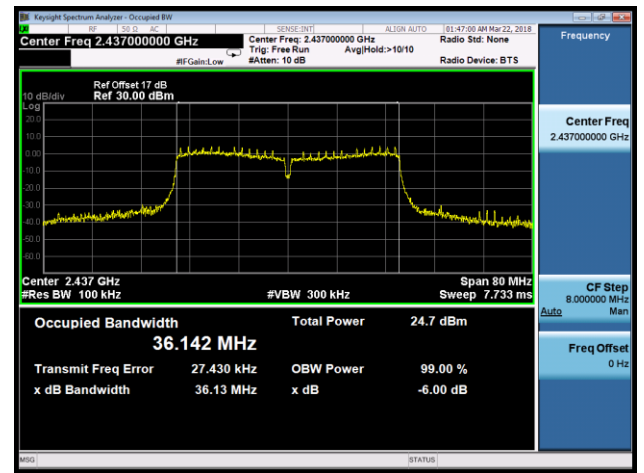 Keysight Spectrum Analyzer - Occupied BW
RF 50 Ω AC SENSE:INT ALIGN AUTO 01:47:00 AM Mar 22, 2018
Center Freq 2.437000000 GHz
Center Freq: 2.437000000 GHz
Radio Std: None
Trig: Free Run Avg|Hold:>10/10
#IFGain:Low
#Atten: 10 dB
Radio Device: BTS
Frequency
Ref Offset 17 dB
10 dB/div Ref 30.00 dBm
Log
20.0
10.0
0.00
-10.0
-20.0
-30.0
-40.0
-50.0
-60.0
Center 2.437 GHz Span 80 MHz
#Res BW 100 kHz #VBW 300 kHz Sweep 7.733 ms
Occupied Bandwidth Total Power 24.7 dBm
36.142 MHz
Transmit Freq Error 27.430 kHz OBW Power 99.00 %
x dB Bandwidth 36.13 MHz x dB -6.00 dB
Center Freq
2.437000000 GHz
CF Step
8.000000 MHz
Auto Man
Freq Offset
0 Hz
MSG STATUS